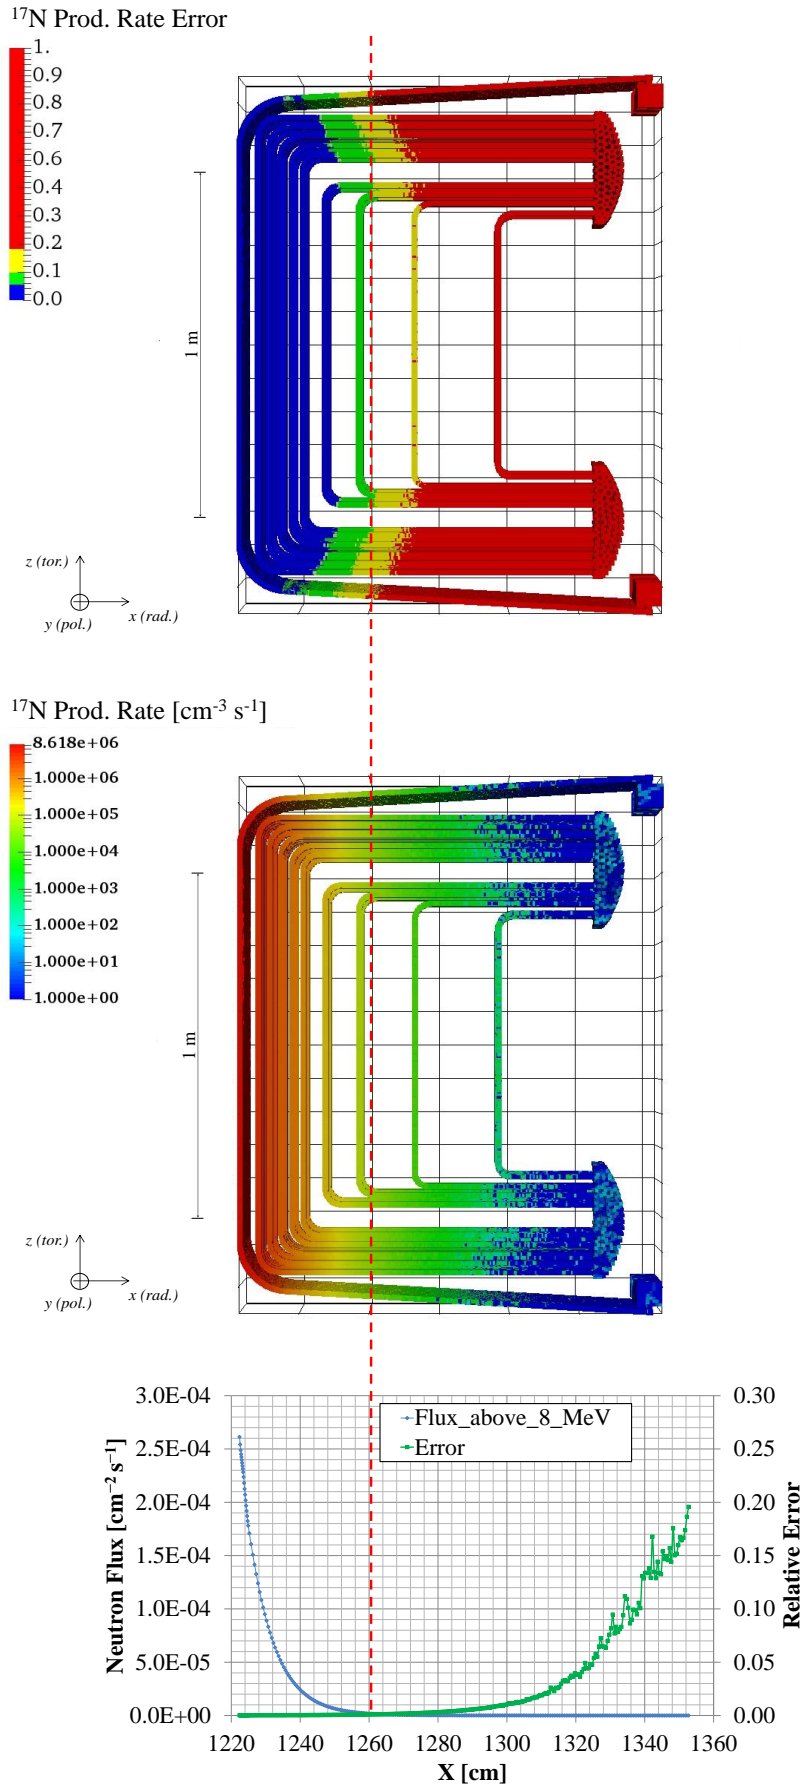 17N Prod. Rate Error
1.
0.9
0.8
0.7
0.6
0.5
0.4
0.3
0.2
0.1
0.0
1 m
z (tor.)
x (rad.)
y (pol.)
17N Prod. Rate [cm-3 s-1]
8.618e+06
1.000e+06
1.000e+05
1.000e+04
1.000e+03
1.000e+02
1.000e+01
1.000e+00
1 m
z (tor.)
x (rad.)
y (pol.)
3.0E-04
2.5E-04
2.0E-04
1.5E-04
1.0E-04
5.0E-05
0.0E+00
Neutron Flux [cm−2 s−1]
Flux_above_8_MeV
Error
0.30
0.25
0.20
0.15
0.10
0.05
0.00
Relative Error
1220 1240 1260 1280 1300 1320 1340 1360
X [cm]